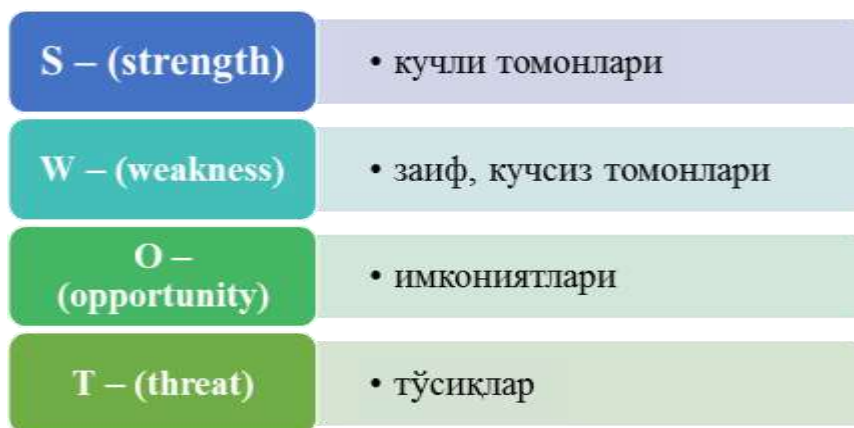 S – (strength)
• кучли томонлари
W – (weakness)
• заиф, кучсиз томонлари
O –
(opportunity)
• имкониятлари
T – (threat)
• тўсиқлар